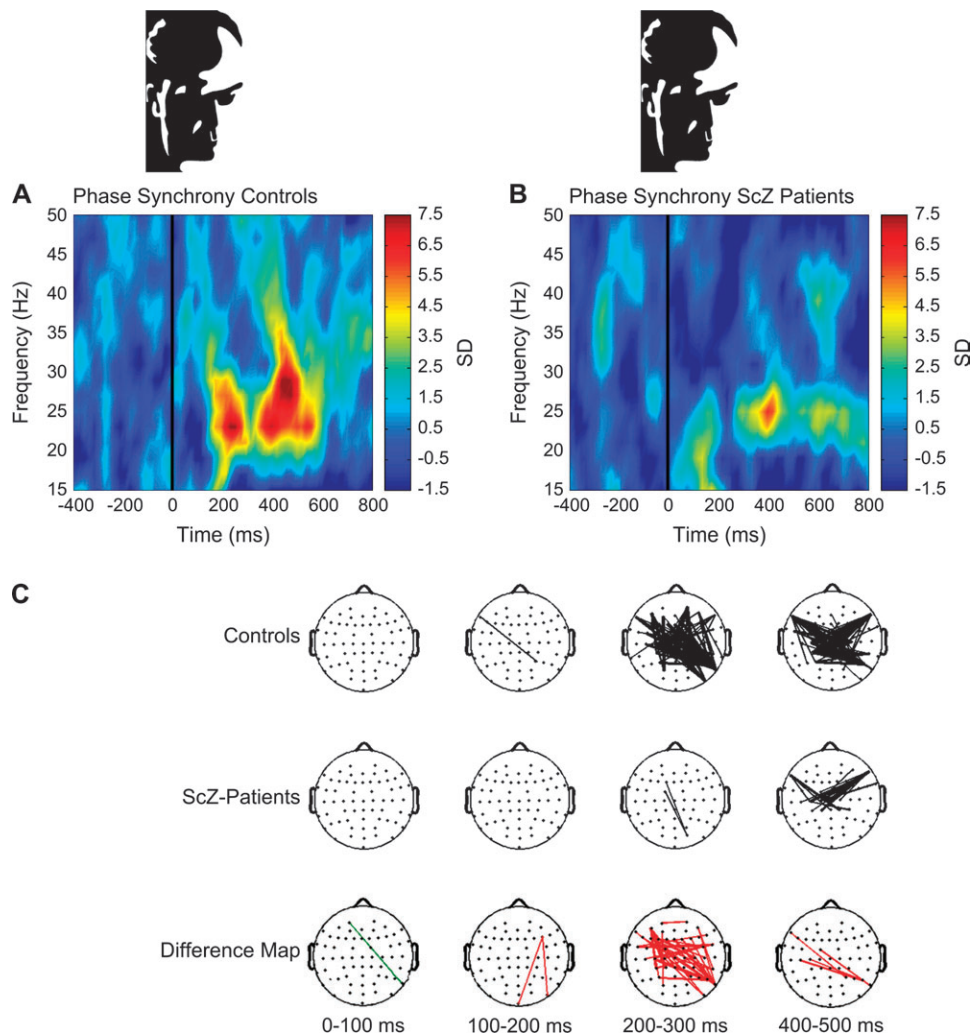 A Phase Synchrony Controls
50
45
40
35
30
25
20
15
Frequency (Hz)
-400 -200 0 200 400 600 800
Time (ms)
7.5
6.5
5.5
4.5
3.5
2.5
1.5
0.5
-0.5
-1.5
SD
B Phase Synchrony ScZ Patients
50
45
40
35
30
25
20
15
Frequency (Hz)
-400 -200 0 200 400 600 800
Time (ms)
7.5
6.5
5.5
4.5
3.5
2.5
1.5
0.5
-0.5
-1.5
SD
C
Controls
ScZ-Patients
Difference Map
0-100 ms 100-200 ms 200-300 ms 400-500 ms